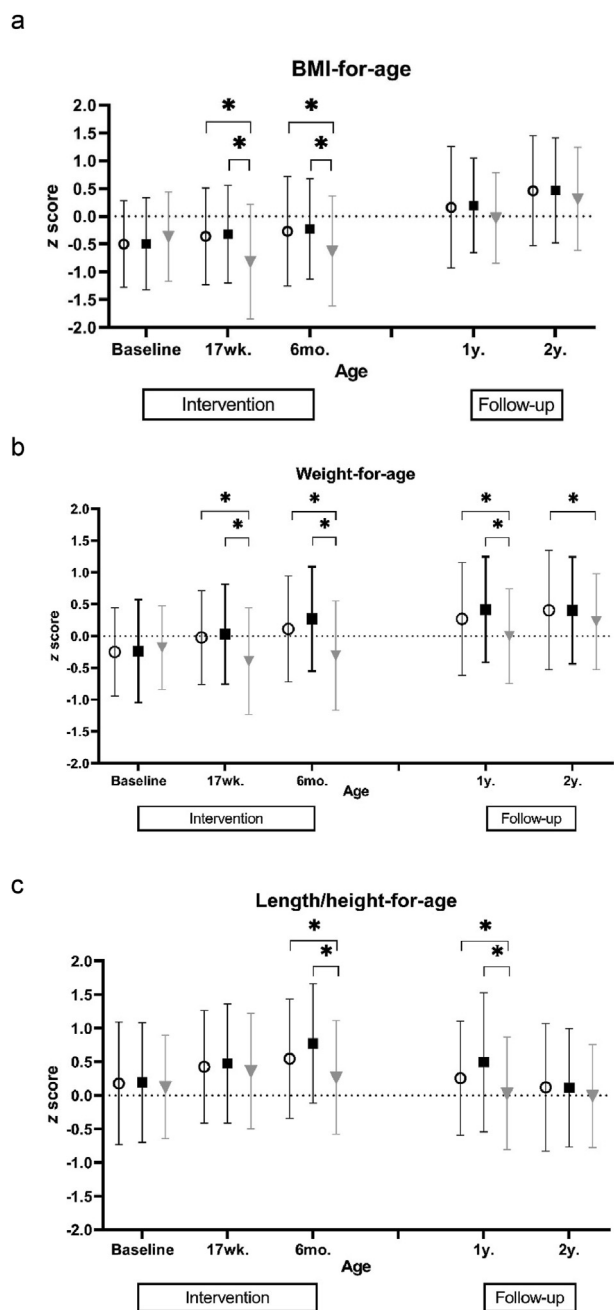 a
BMI-for-age
2.0
1.5
1.0
0.5
0.0
-0.5
-1.0
-1.5
-2.0
z score
* *
* *
Baseline 17wk. 6mo. 1y. 2y.
Age
Intervention Follow-up
b
Weight-for-age
2.0
1.5
1.0
0.5
0.0
-0.5
-1.0
-1.5
-2.0
z score
* * * *
* * *
Baseline 17wk. 6mo. 1y. 2y.
Age
Intervention Follow-up
c
Length/height-for-age
2.0
1.5
1.0
0.5
0.0
-0.5
-1.0
-1.5
-2.0
z score
* *
* *
Baseline 17wk. 6mo. 1y. 2y.
Age
Intervention Follow-up